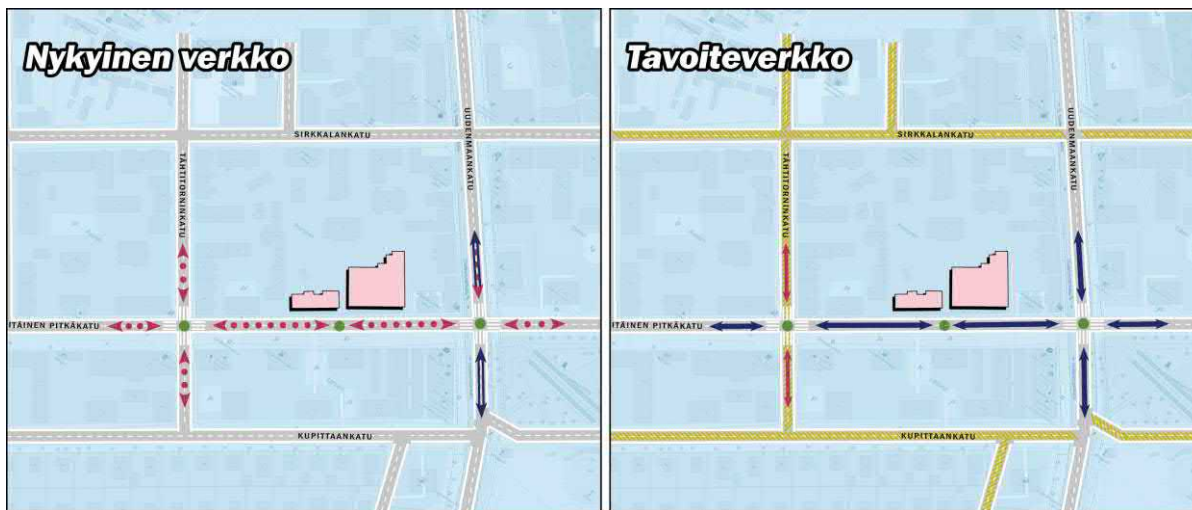 Nykyinen verkko
SIRKKALANKATU
UUDENMAANKATU
TÄHTITORNINKATU
ITÄINEN PITKÄKATU
KUPITTAANKATU
Tavoiteverkko
SIRKKALANKATU
UUDENMAANKATU
TÄHTITORNINKATU
ITÄINEN PITKÄKATU
KUPITTAANKATU